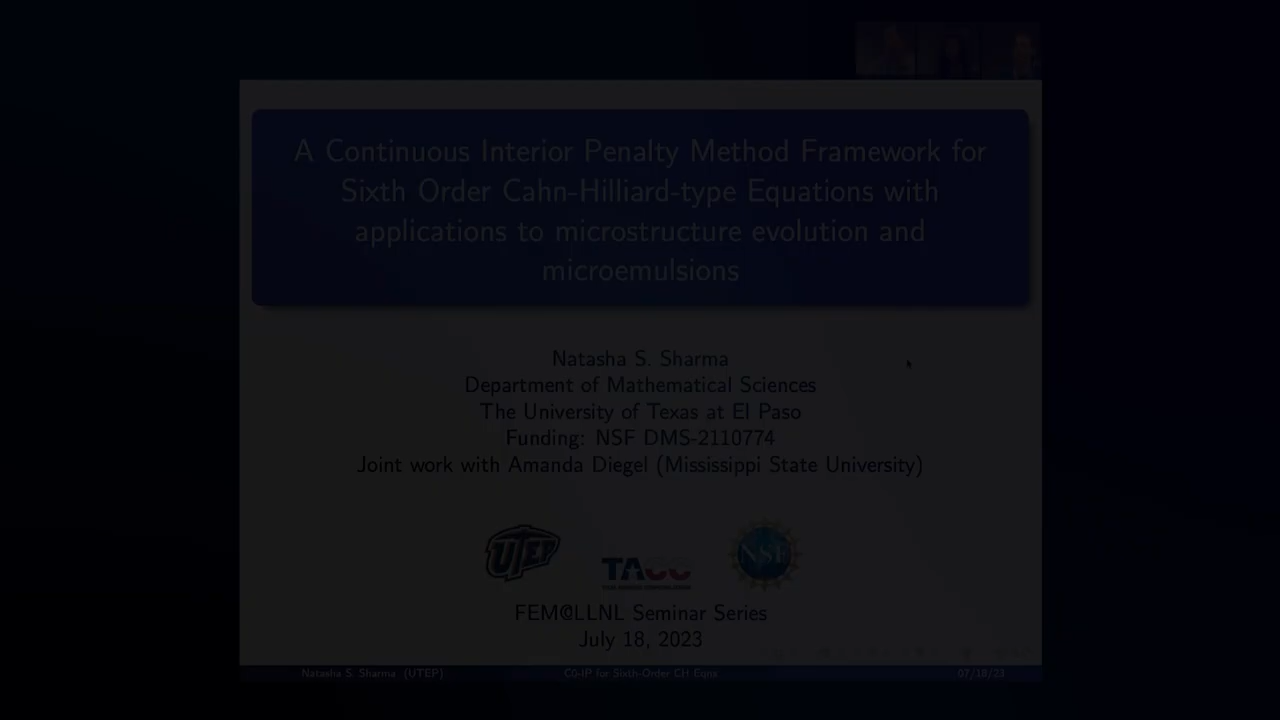 A Continuous Interior Penalty Method Framework for
Sixth Order Cahn-Hilliard-type Equations with
applications to microstructure evolution and
microemulsions
Natasha S. Sharma
Department of Mathematical Sciences
The University of Texas at El Paso
Funding: NSF DMS-2110774
Joint work with Amanda Diegel (Mississippi State University)
UTEP
TACC
NSF
FEM@LLNL Seminar Series
July 18, 2023
Natasha S. Sharma (UTEP)
C0-IP for Sixth-Order CH Eqns
07/18/23